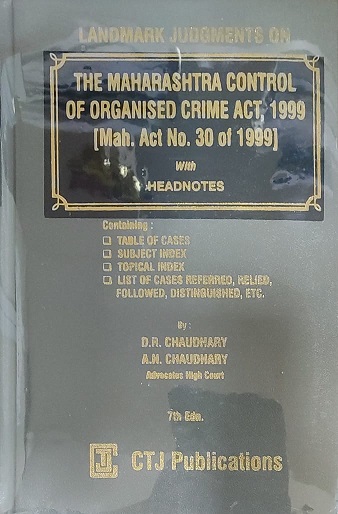 LANDMARK JUDGMENTS ON
THE MAHARASHTRA CONTROL
OF ORGANISED CRIME ACT, 1999
[Mah. Act No. 30 of 1999]
With
HEADNOTES
Containing :
❑ TABLE OF CASES
❑ SUBJECT INDEX
❑ TOPICAL INDEX
❑ LIST OF CASES REFERRED, RELIED,
FOLLOWED, DISTINGUISHED, ETC.
By :
D.R. CHAUDHARY
A.N. CHAUDHARY
Advocates High Court
7th Edn.
CTJ Publications